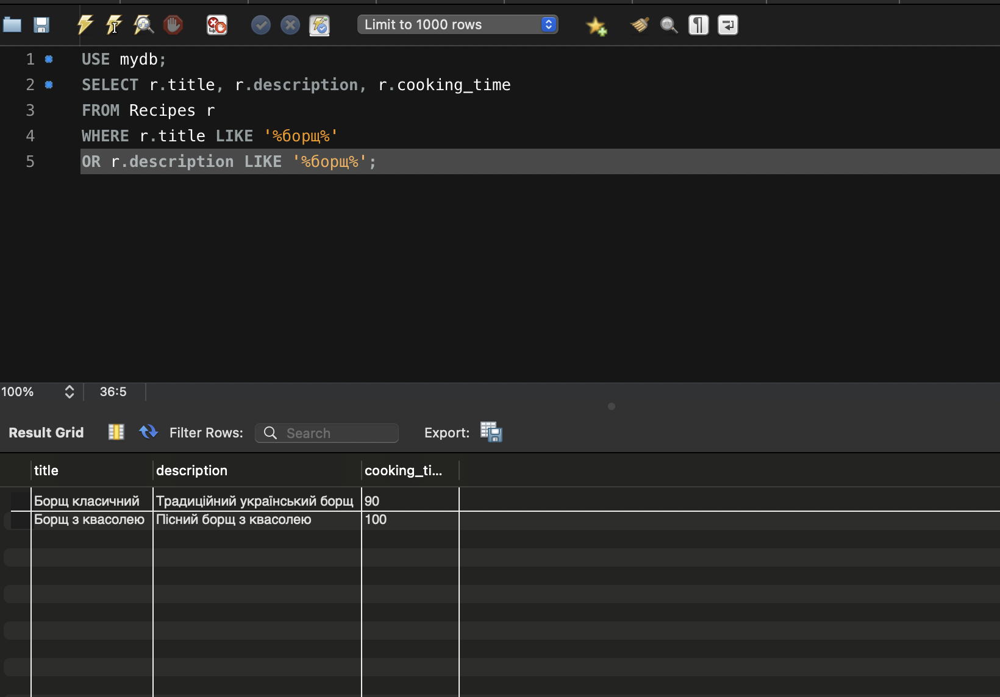 Limit to 1000 rows
1 USE mydb;
2 SELECT r.title, r.description, r.cooking_time
3 FROM Recipes r
4 WHERE r.title LIKE '%борщ%'
5 OR r.description LIKE '%борщ%';
100% 36:5
Result Grid Filter Rows: Search Export:
title description cooking_ti...
Борщ класичний Традиційний український борщ 90
Борщ з квасолею Пісний борщ з квасолею 100